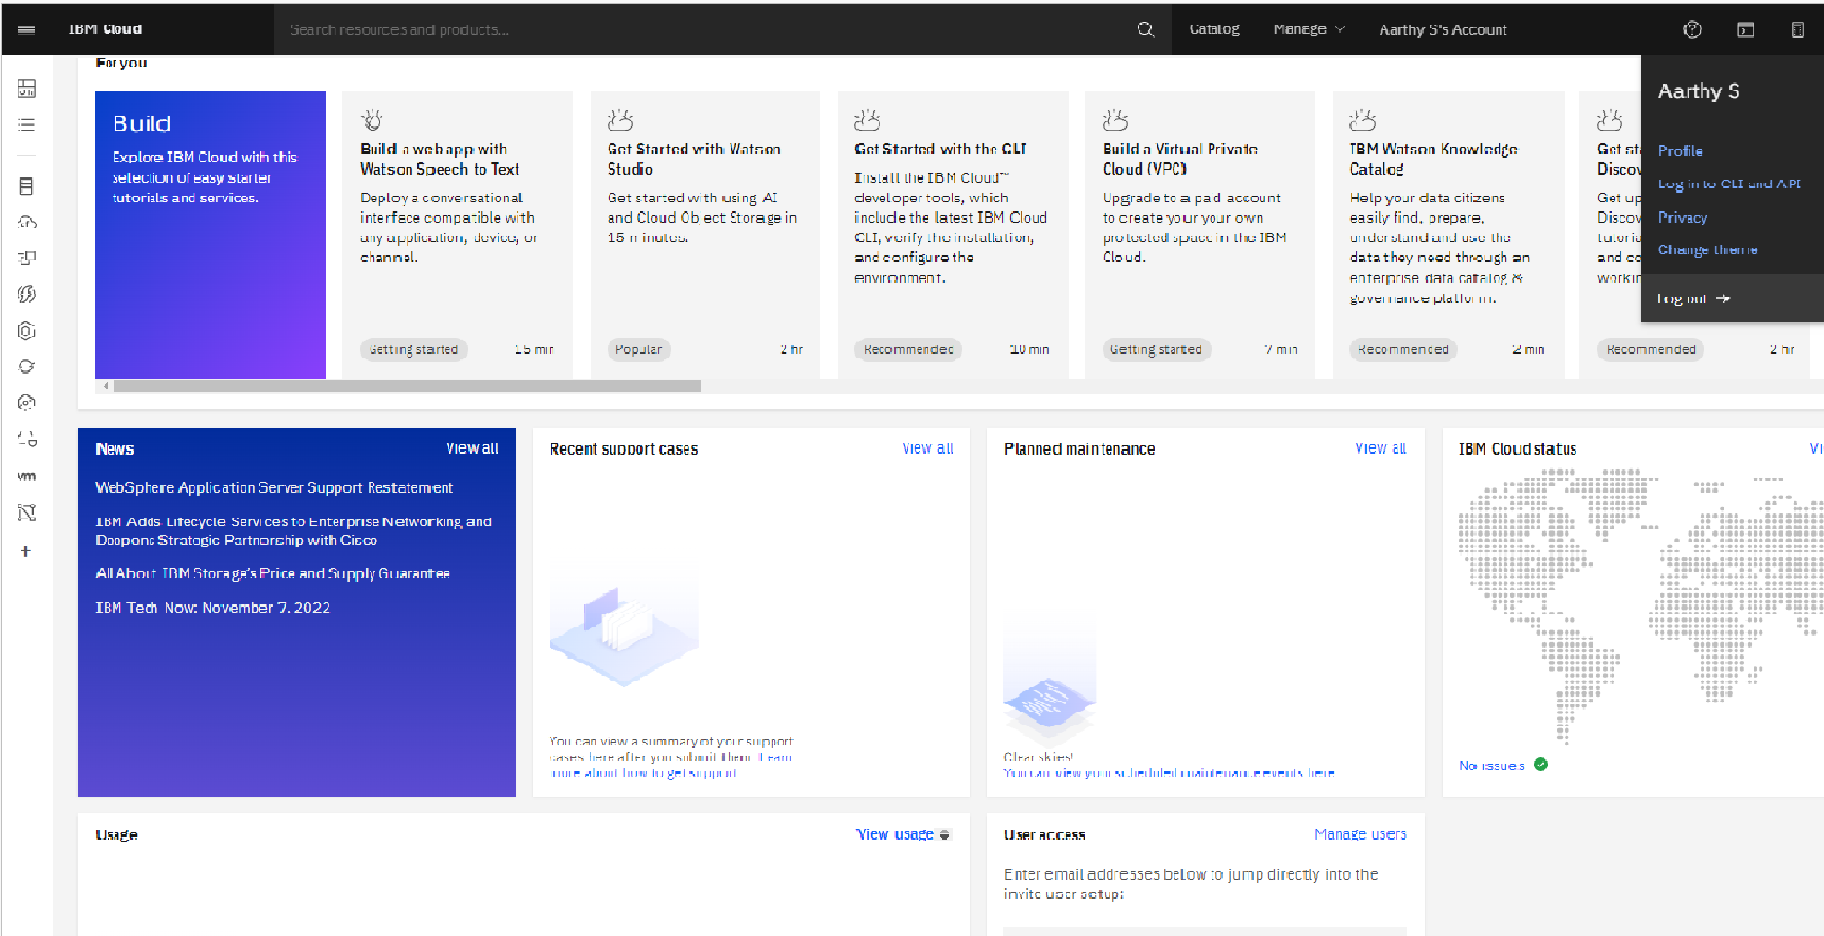 IBM Cloud
Search resources and products...
Catalog
Manage
Aarthy S's Account
For you
Build
Explore IBM Cloud with this
selection of easy starter
tutorials and services.
Build a web app with
Watson Speech to Text
Deploy a conversational
interface compatible with
any application, device, or
channel.
Getting started
15 min
Get Started with Watson
Studio
Get started with using AI
and Cloud Object Storage in
15 minutes.
Popular
2 hr
Get Started with the CLI
Install the IBM Cloud™
developer tools, which
include the latest IBM Cloud
CLI, verify the installation,
and configure the
environment.
Recommended
10 min
Build a Virtual Private
Cloud (VPC)
Upgrade to a paid account
to create your your own
protected space in the IBM
Cloud.
Getting started
7 min
IBM Watson Knowledge
Catalog
Help your data citizens
easily find, prepare,
understand and use the
data they need through an
enterprise data catalog &
governance platform.
Recommended
2 min
Get sta
Discov
Get up
Discov
tutoria
and co
workin
Recommended
2 hr
Aarthy S
Profile
Log in to CLI and API
Privacy
Change theme
Log out
News
View all
WebSphere Application Server Support Restatement
IBM Adds Lifecycle Services to Enterprise Networking and
Deepens Strategic Partnership with Cisco
All About IBM Storage's Price and Supply Guarantee
IBM Tech Now: November 7, 2022
Recent support cases
View all
You can view a summary of your support
cases here after you submit them. Learn
more about how to get support
Planned maintenance
View all
Clear skies!
You can view your scheduled maintenance events here
IBM Cloud status
Vi
No issues
vm
Usage
View usage
User access
Manage users
Enter email addresses below to jump directly into the
invite user setup: